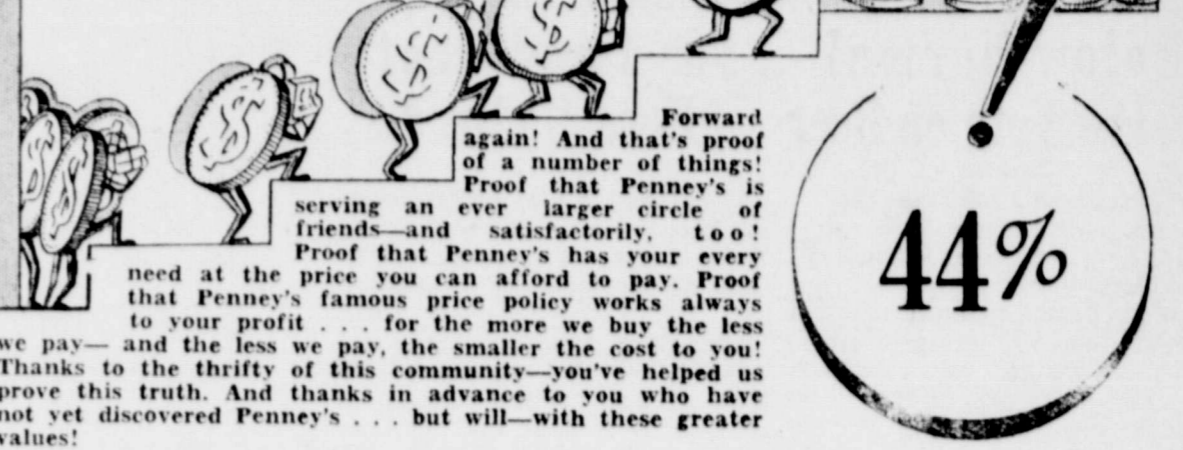 Forward
again! And that's proof
of a number of things!
Proof that Penney's is
serving an ever larger circle of
friends—and satisfactorily, too!
Proof that Penney's has your every
need at the price you can afford to pay. Proof
that Penney's famous price policy works always
to your profit . . . for the more we buy the less
we pay— and the less we pay, the smaller the cost to you!
Thanks to the thrifty of this community—you've helped us
prove this truth. And thanks in advance to you who have
not yet discovered Penney's . . . but will—with these greater
values!
44%